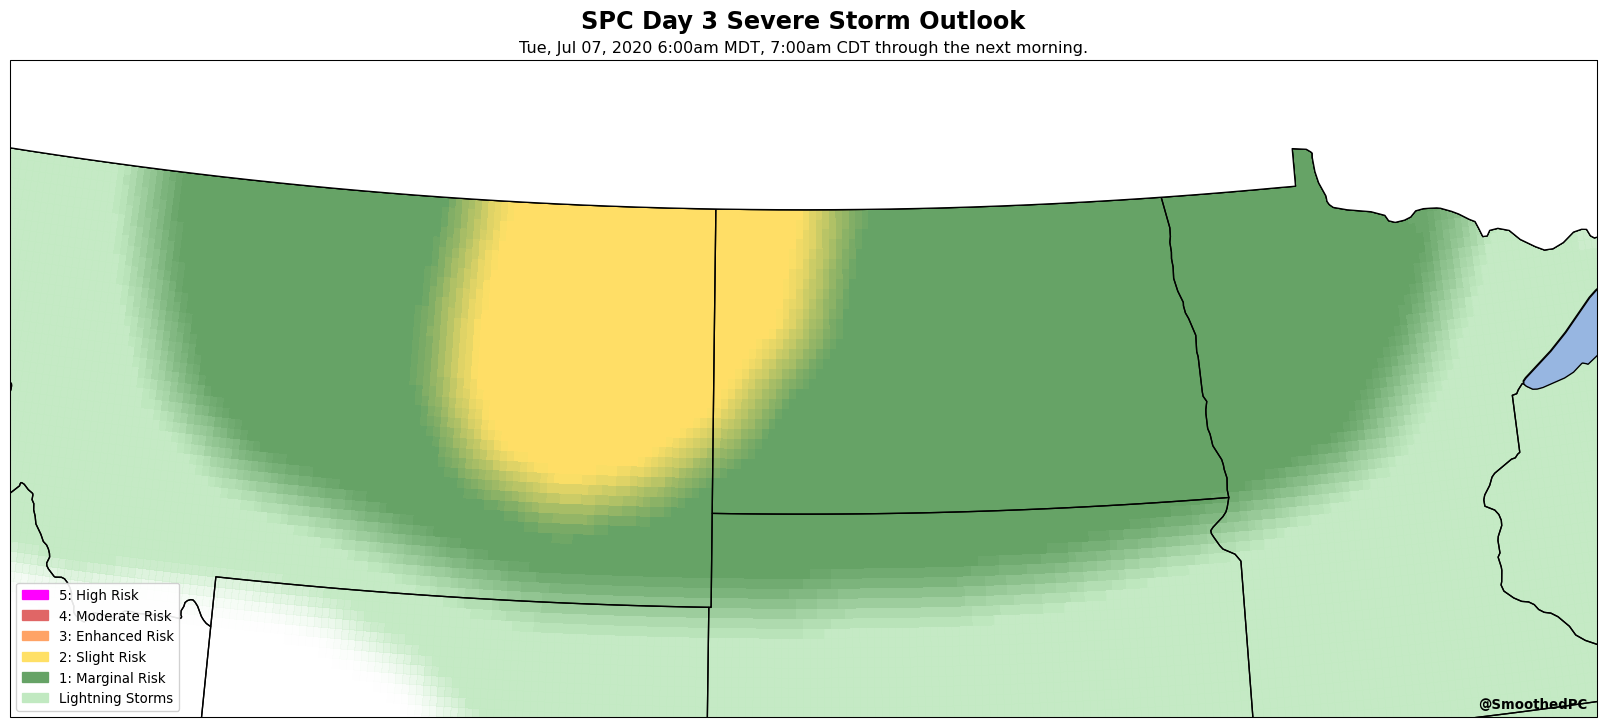 SPC Day 3 Severe Storm Outlook
Tue, Jul 07, 2020 6:00am MDT, 7:00am CDT through the next morning.
5: High Risk
4: Moderate Risk
3: Enhanced Risk
2: Slight Risk
1: Marginal Risk
Lightning Storms
@SmoothedPC